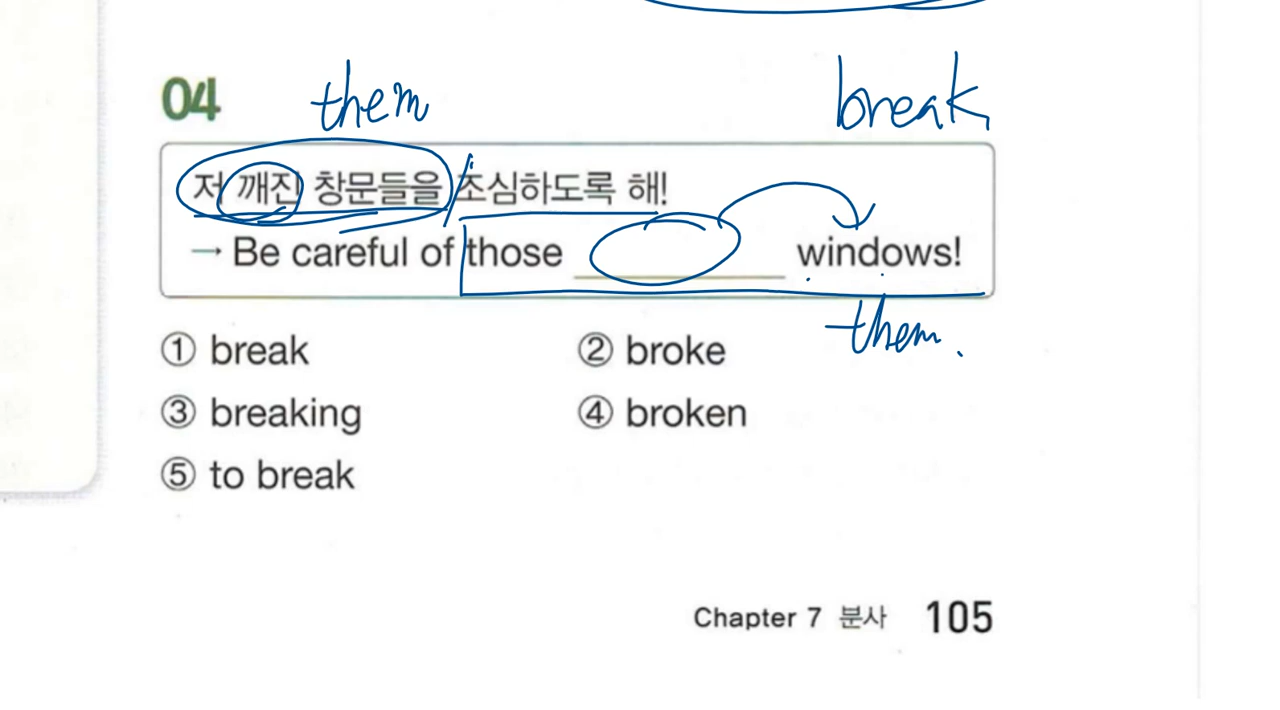 04 them break
저 깨진 창문들을 / 조심하도록 해!
→ Be careful of those __________ windows!
them.
① break ② broke
③ breaking ④ broken
⑤ to break
Chapter 7 분사 105